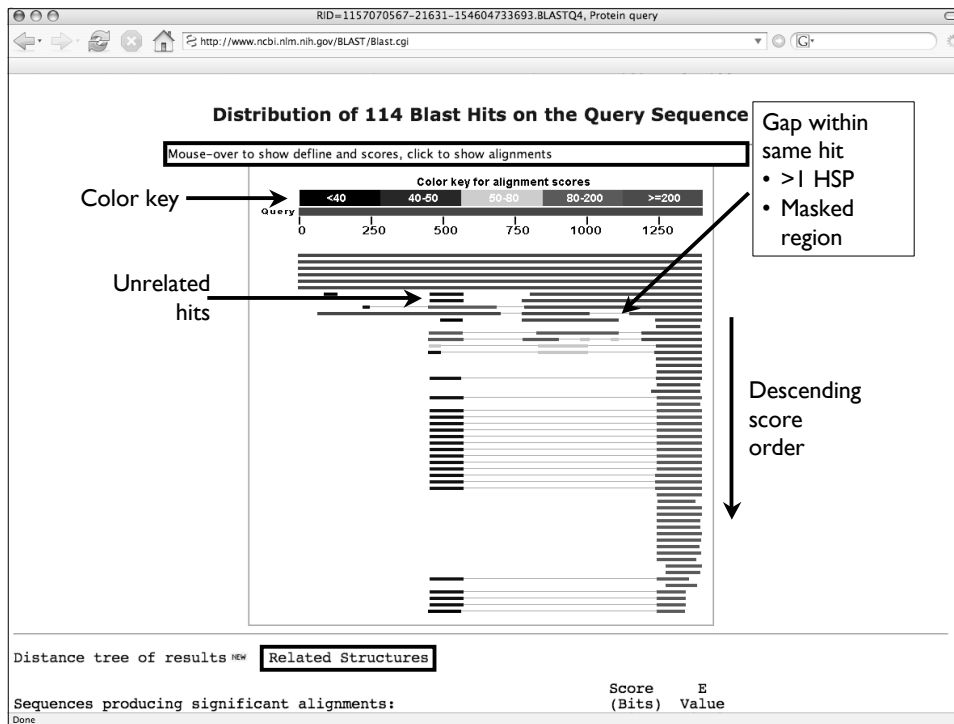 RID=1157070567-21631-154604733693.BLASTQ4, Protein query
http://www.ncbi.nlm.nih.gov/BLAST/Blast.cgi
G
Distribution of 114 Blast Hits on the Query Sequence
Mouse-over to show defline and scores, click to show alignments
Gap within
same hit
• >1 HSP
• Masked
region
Color key
Color key for alignment scores
<40 40-50 50-80 80-200 >=200
Query
0 250 500 750 1000 1250
Unrelated
hits
Descending
score
order
Distance tree of results NEW Related Structures
Score E
Sequences producing significant alignments: (Bits) Value
Done